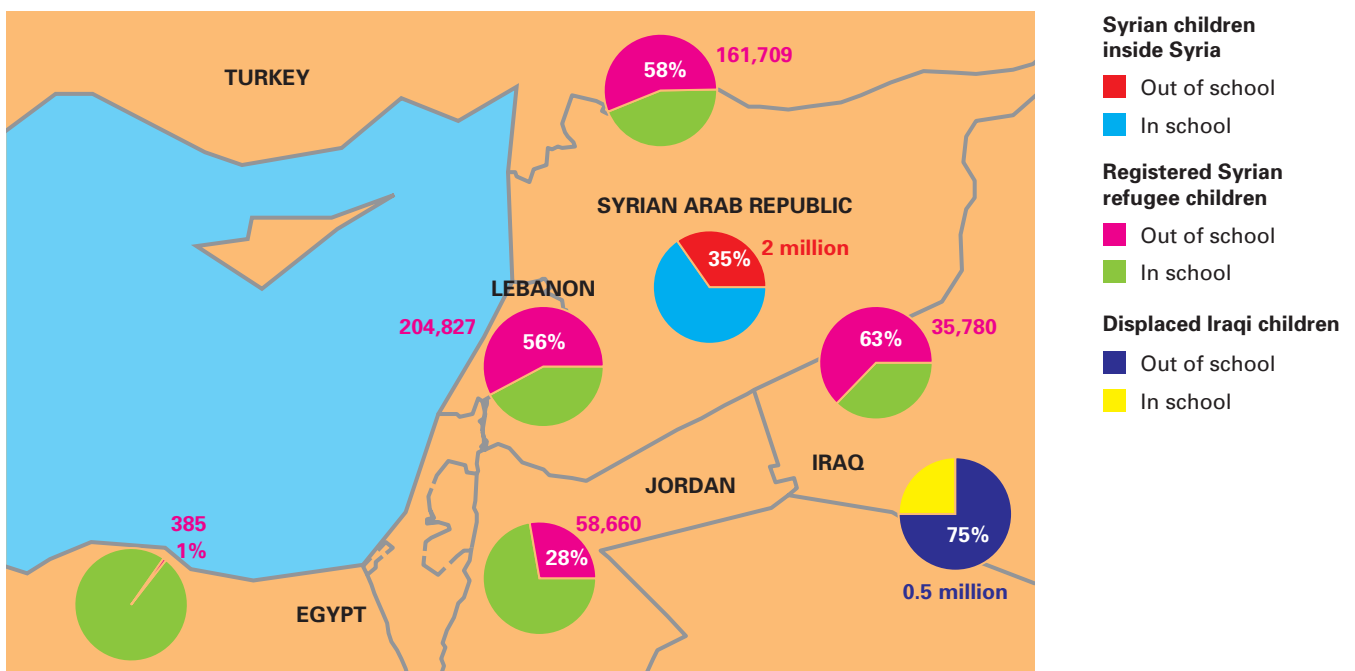 TURKEY
58%
161,709
SYRIAN ARAB REPUBLIC
35%
2 million
LEBANON
204,827
56%
63%
35,780
IRAQ
JORDAN
75%
0.5 million
58,660
28%
385
1%
EGYPT
Syrian children
inside Syria
Out of school
In school
Registered Syrian
refugee children
Out of school
In school
Displaced Iraqi children
Out of school
In school